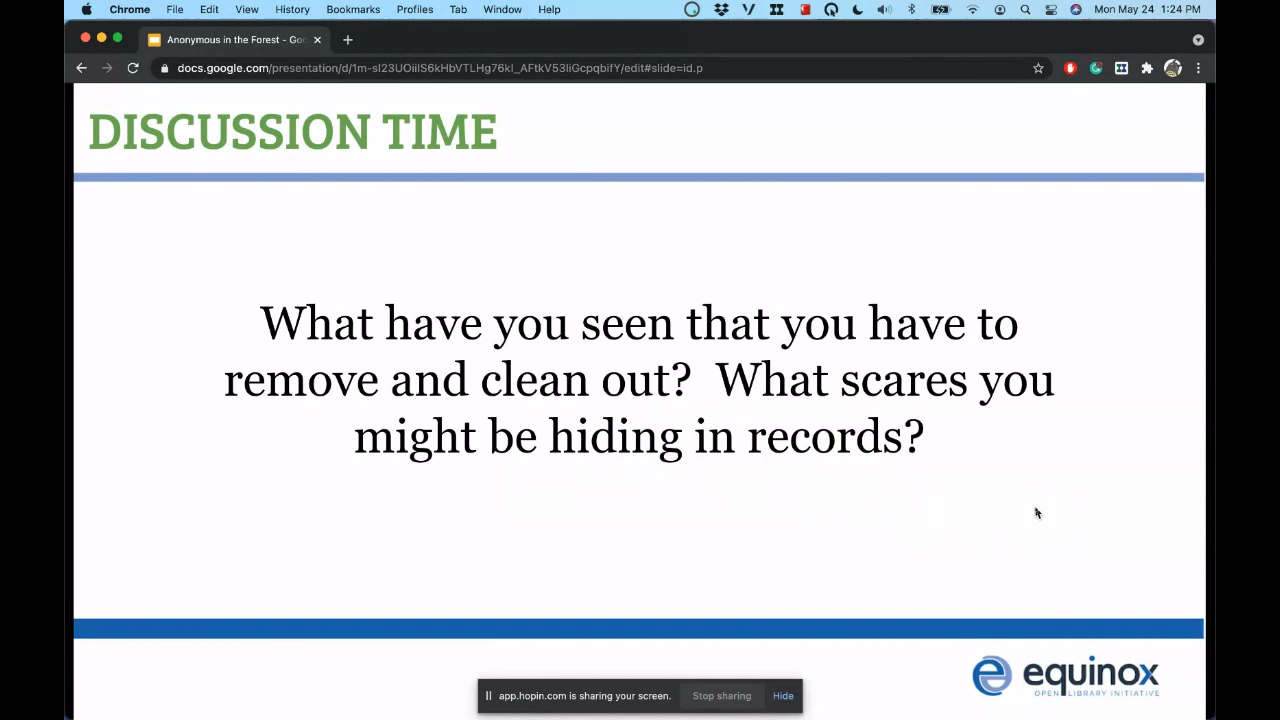 Chrome File Edit View History Bookmarks Profiles Tab Window Help Mon May 24 1:24 PM
Anonymous in the Forest - Goo
docs.google.com/presentation/d/1m-sI23UOiiIS6kHbVTLHg76kl_AFtkV53IiGcpqbifY/edit#slide=id.p
DISCUSSION TIME
What have you seen that you have to
remove and clean out? What scares you
might be hiding in records?
equinox
OPEN LIBRARY INITIATIVE
app.hopin.com is sharing your screen. Stop sharing Hide